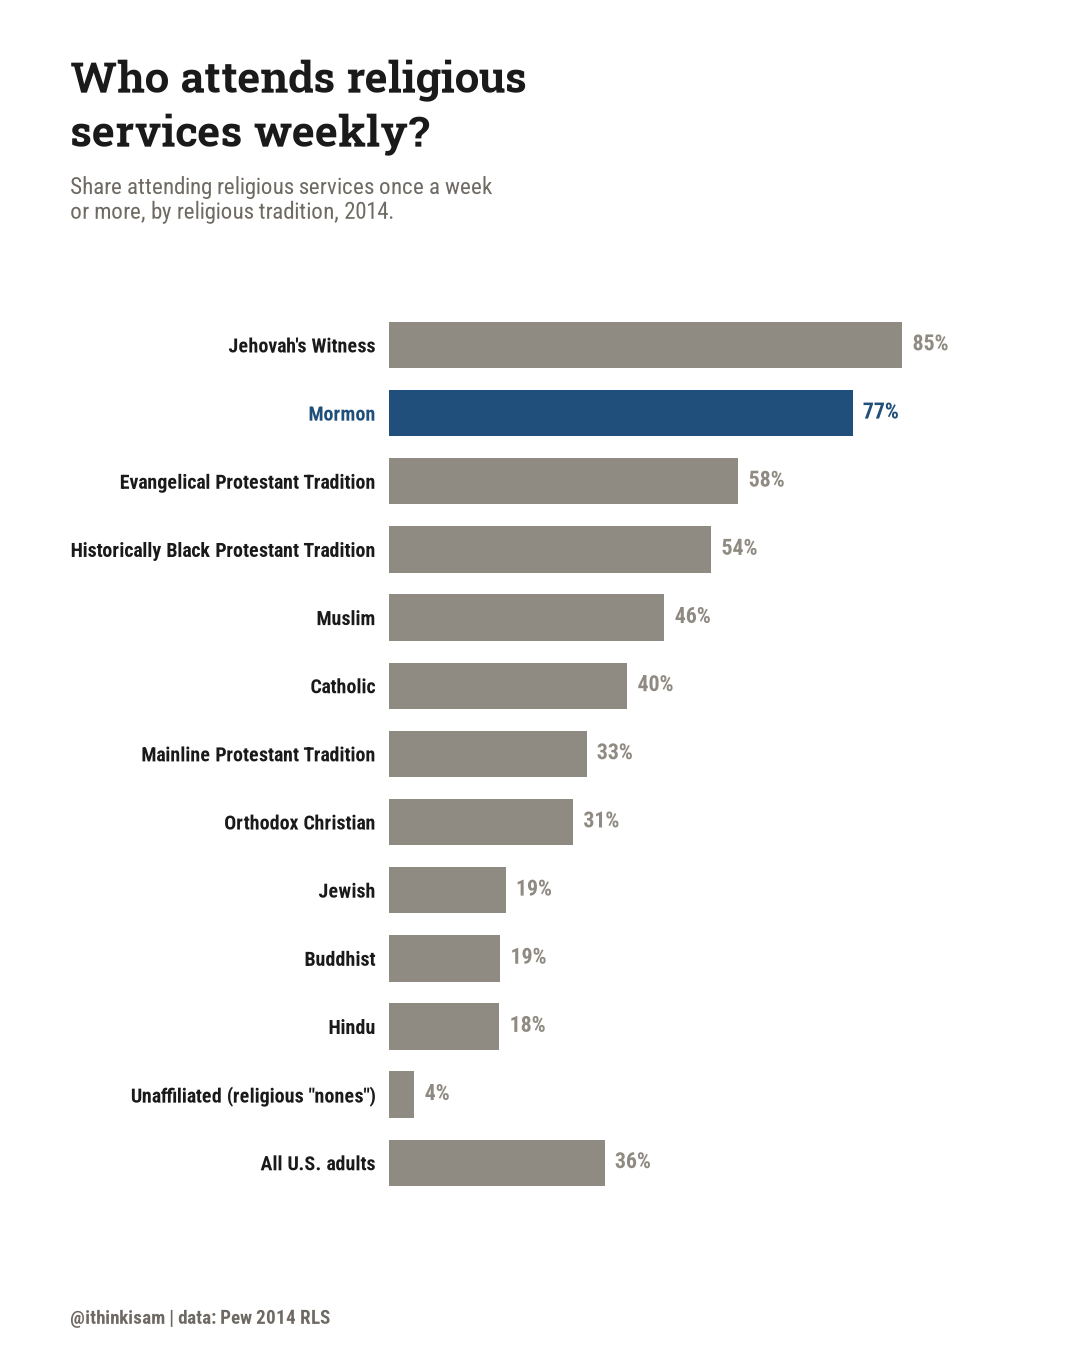 Who attends religious
services weekly?
Share attending religious services once a week
or more, by religious tradition, 2014.
Jehovah's Witness 85%
Mormon 77%
Evangelical Protestant Tradition 58%
Historically Black Protestant Tradition 54%
Muslim 46%
Catholic 40%
Mainline Protestant Tradition 33%
Orthodox Christian 31%
Jewish 19%
Buddhist 19%
Hindu 18%
Unaffiliated (religious "nones") 4%
All U.S. adults 36%
@ithinkisam | data: Pew 2014 RLS